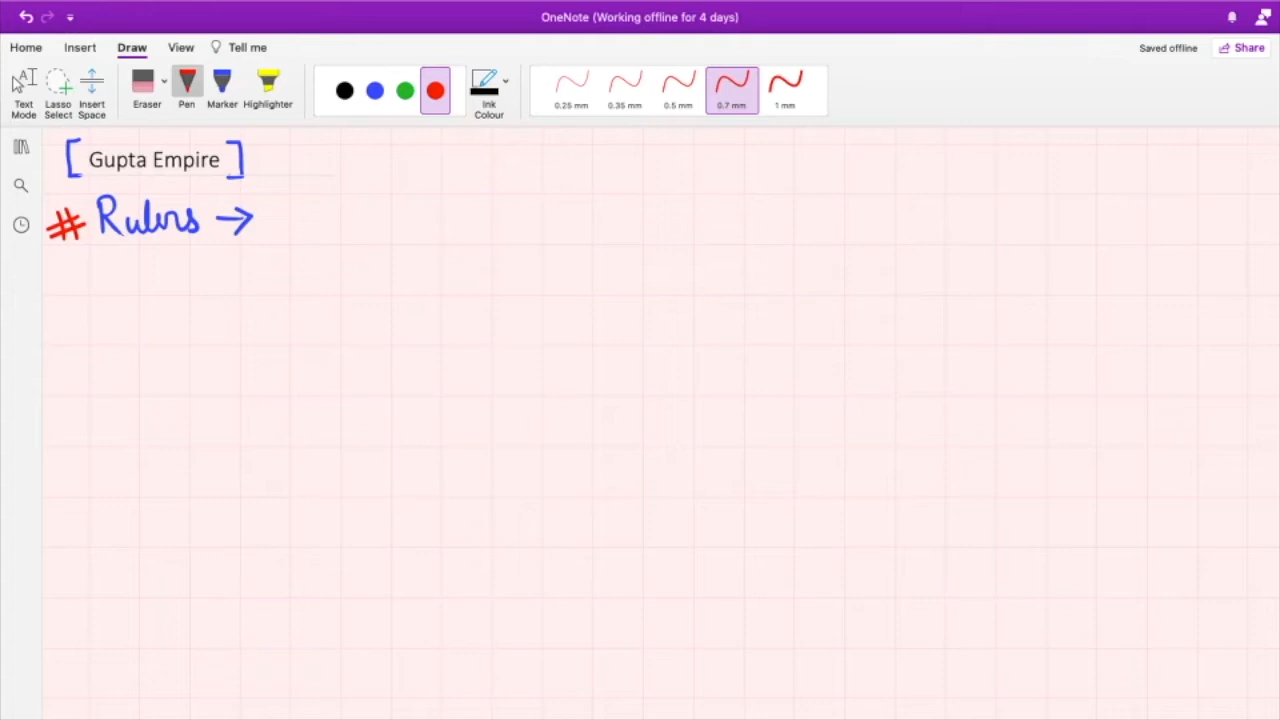 OneNote (Working offline for 4 days)
Home Insert Draw View Tell me Saved offline Share
Text Mode Lasso Select Insert Space Eraser Pen Marker Highlighter Ink Colour 0.25 mm 0.35 mm 0.5 mm 0.7 mm 1 mm
[ Gupta Empire ]
# Rulers →